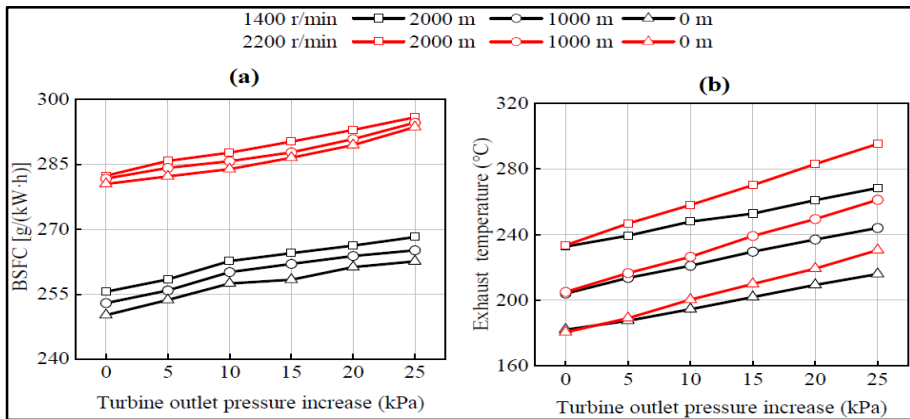 1400 r/min 2000 m 1000 m 0 m
2200 r/min 2000 m 1000 m 0 m
(a)
BSFC [g/(kW·h)]
300
285
270
255
240
0 5 10 15 20 25
Turbine outlet pressure increase (kPa)
(b)
Exhaust temperature (°C)
320
280
240
200
160
0 5 10 15 20 25
Turbine outlet pressure increase (kPa)